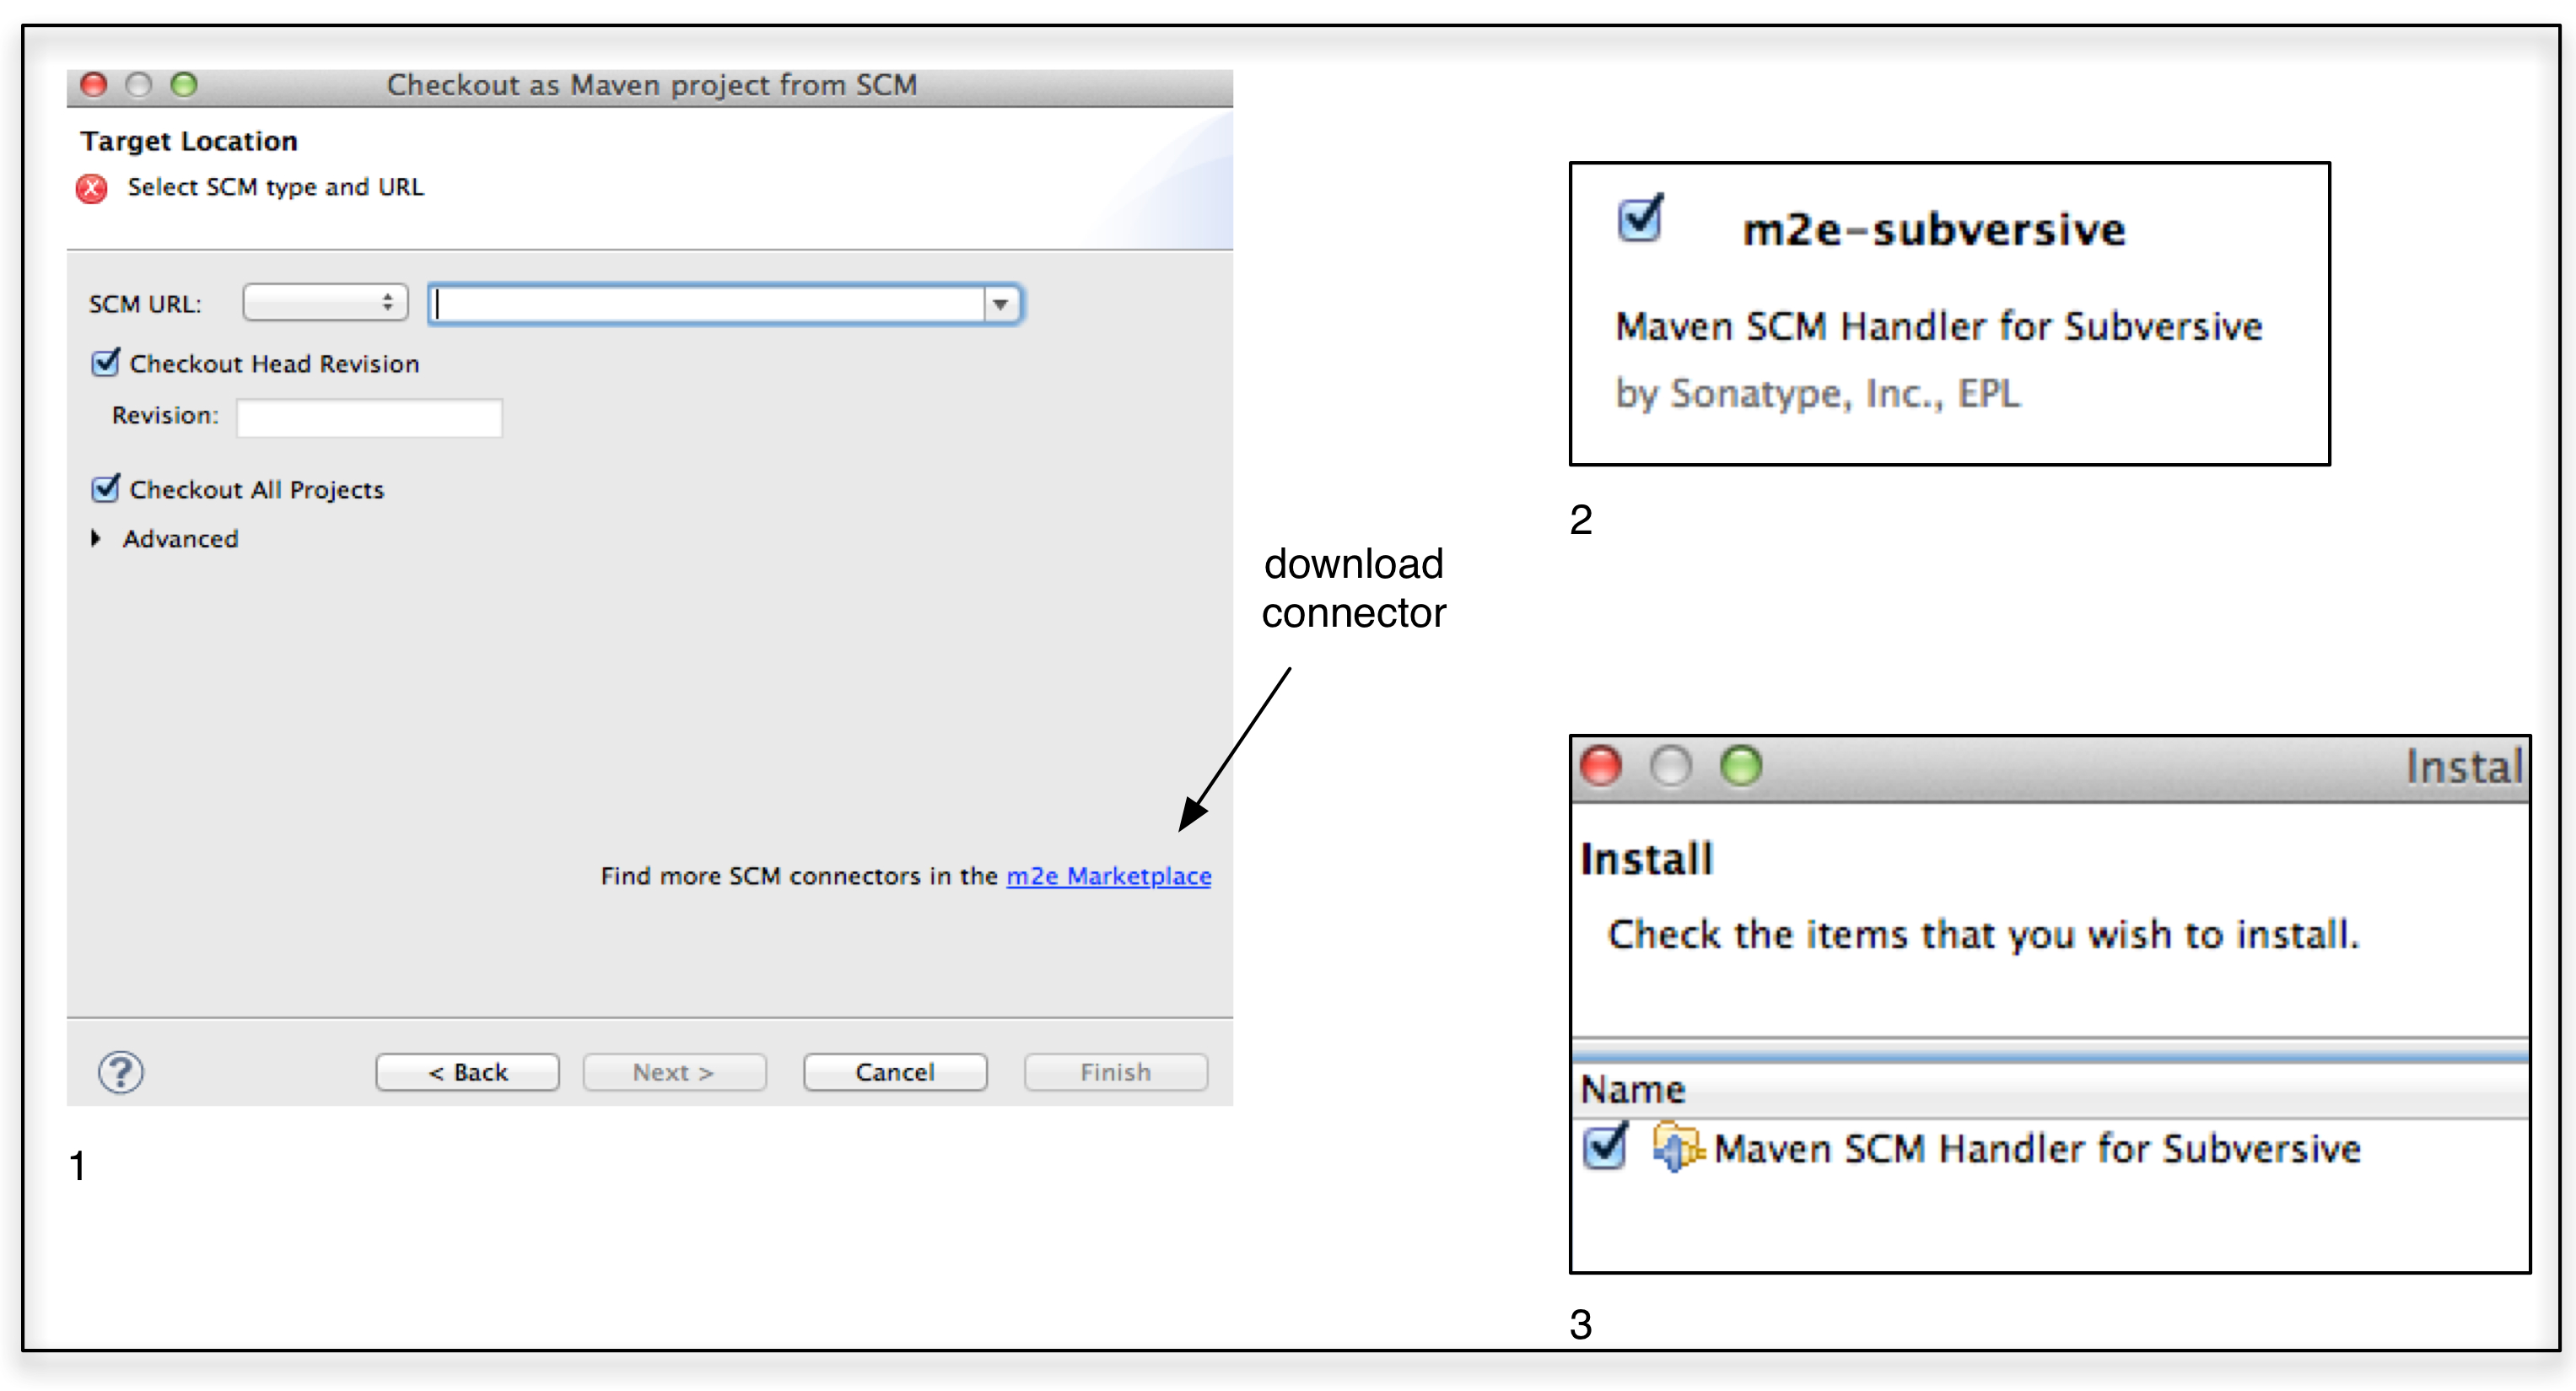 Checkout as Maven project from SCM
Target Location
Select SCM type and URL
SCM URL:
Checkout Head Revision
Revision:
Checkout All Projects
Advanced
Find more SCM connectors in the m2e Marketplace
< Back Next > Cancel Finish
1
download
connector
m2e-subversive
Maven SCM Handler for Subversive
by Sonatype, Inc., EPL
2
Instal
Install
Check the items that you wish to install.
Name
Maven SCM Handler for Subversive
3